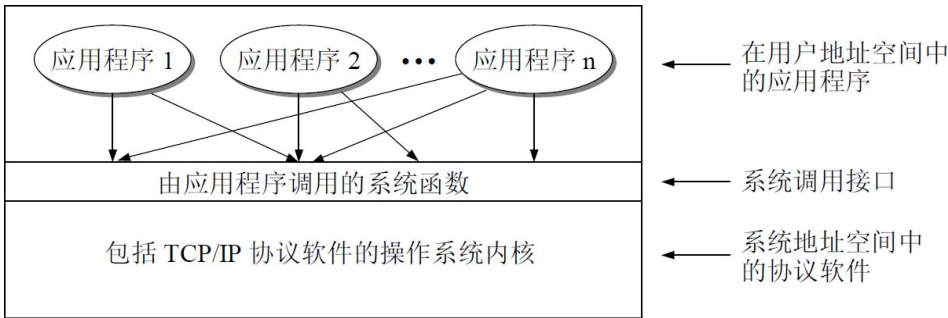 应用程序 1
应用程序 2
•••
应用程序 n
在用户地址空间中
的应用程序
由应用程序调用的系统函数
系统调用接口
包括 TCP/IP 协议软件的操作系统内核
系统地址空间中
的协议软件